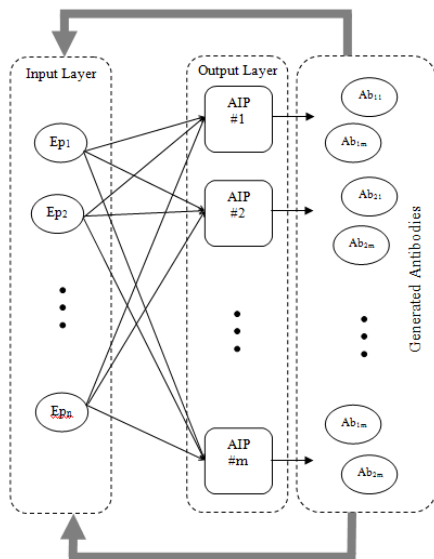 Input Layer
Output Layer
Ep1
Ep2
Epn
AIP
#1
AIP
#2
AIP
#m
Ab11
Ab1m
Ab21
Ab2m
Ab1m
Ab2m
Generated Antibodies